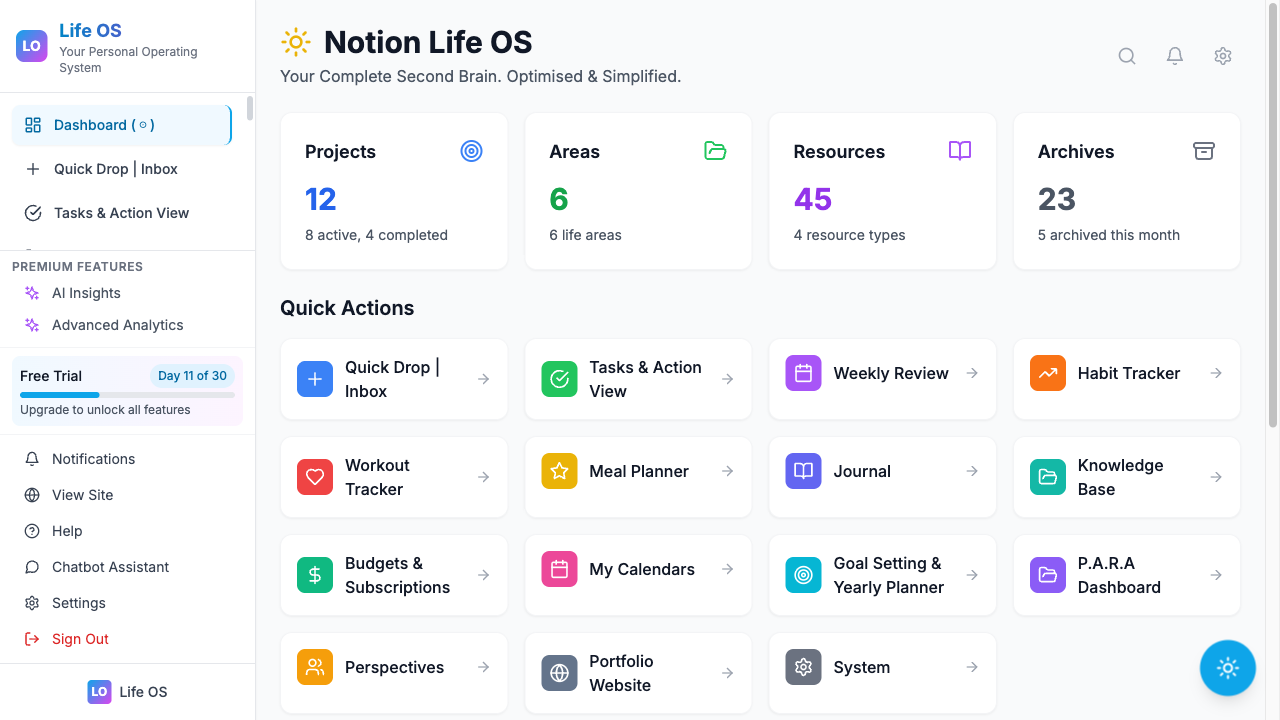 LO
Life OS
Your Personal Operating
System
Dashboard ( ⊙ )
Quick Drop | Inbox
Tasks & Action View
PREMIUM FEATURES
AI Insights
Advanced Analytics
Free Trial
Day 11 of 30
Upgrade to unlock all features
Notifications
View Site
Help
Chatbot Assistant
Settings
Sign Out
LO
Life OS
Notion Life OS
Your Complete Second Brain. Optimised & Simplified.
Projects
12
8 active, 4 completed
Areas
6
6 life areas
Resources
45
4 resource types
Archives
23
5 archived this month
Quick Actions
Quick Drop |
Inbox
Tasks & Action
View
Weekly Review
Habit Tracker
Workout
Tracker
Meal Planner
Journal
Knowledge
Base
Budgets &
Subscriptions
My Calendars
Goal Setting &
Yearly Planner
P.A.R.A
Dashboard
Perspectives
Portfolio
Website
System